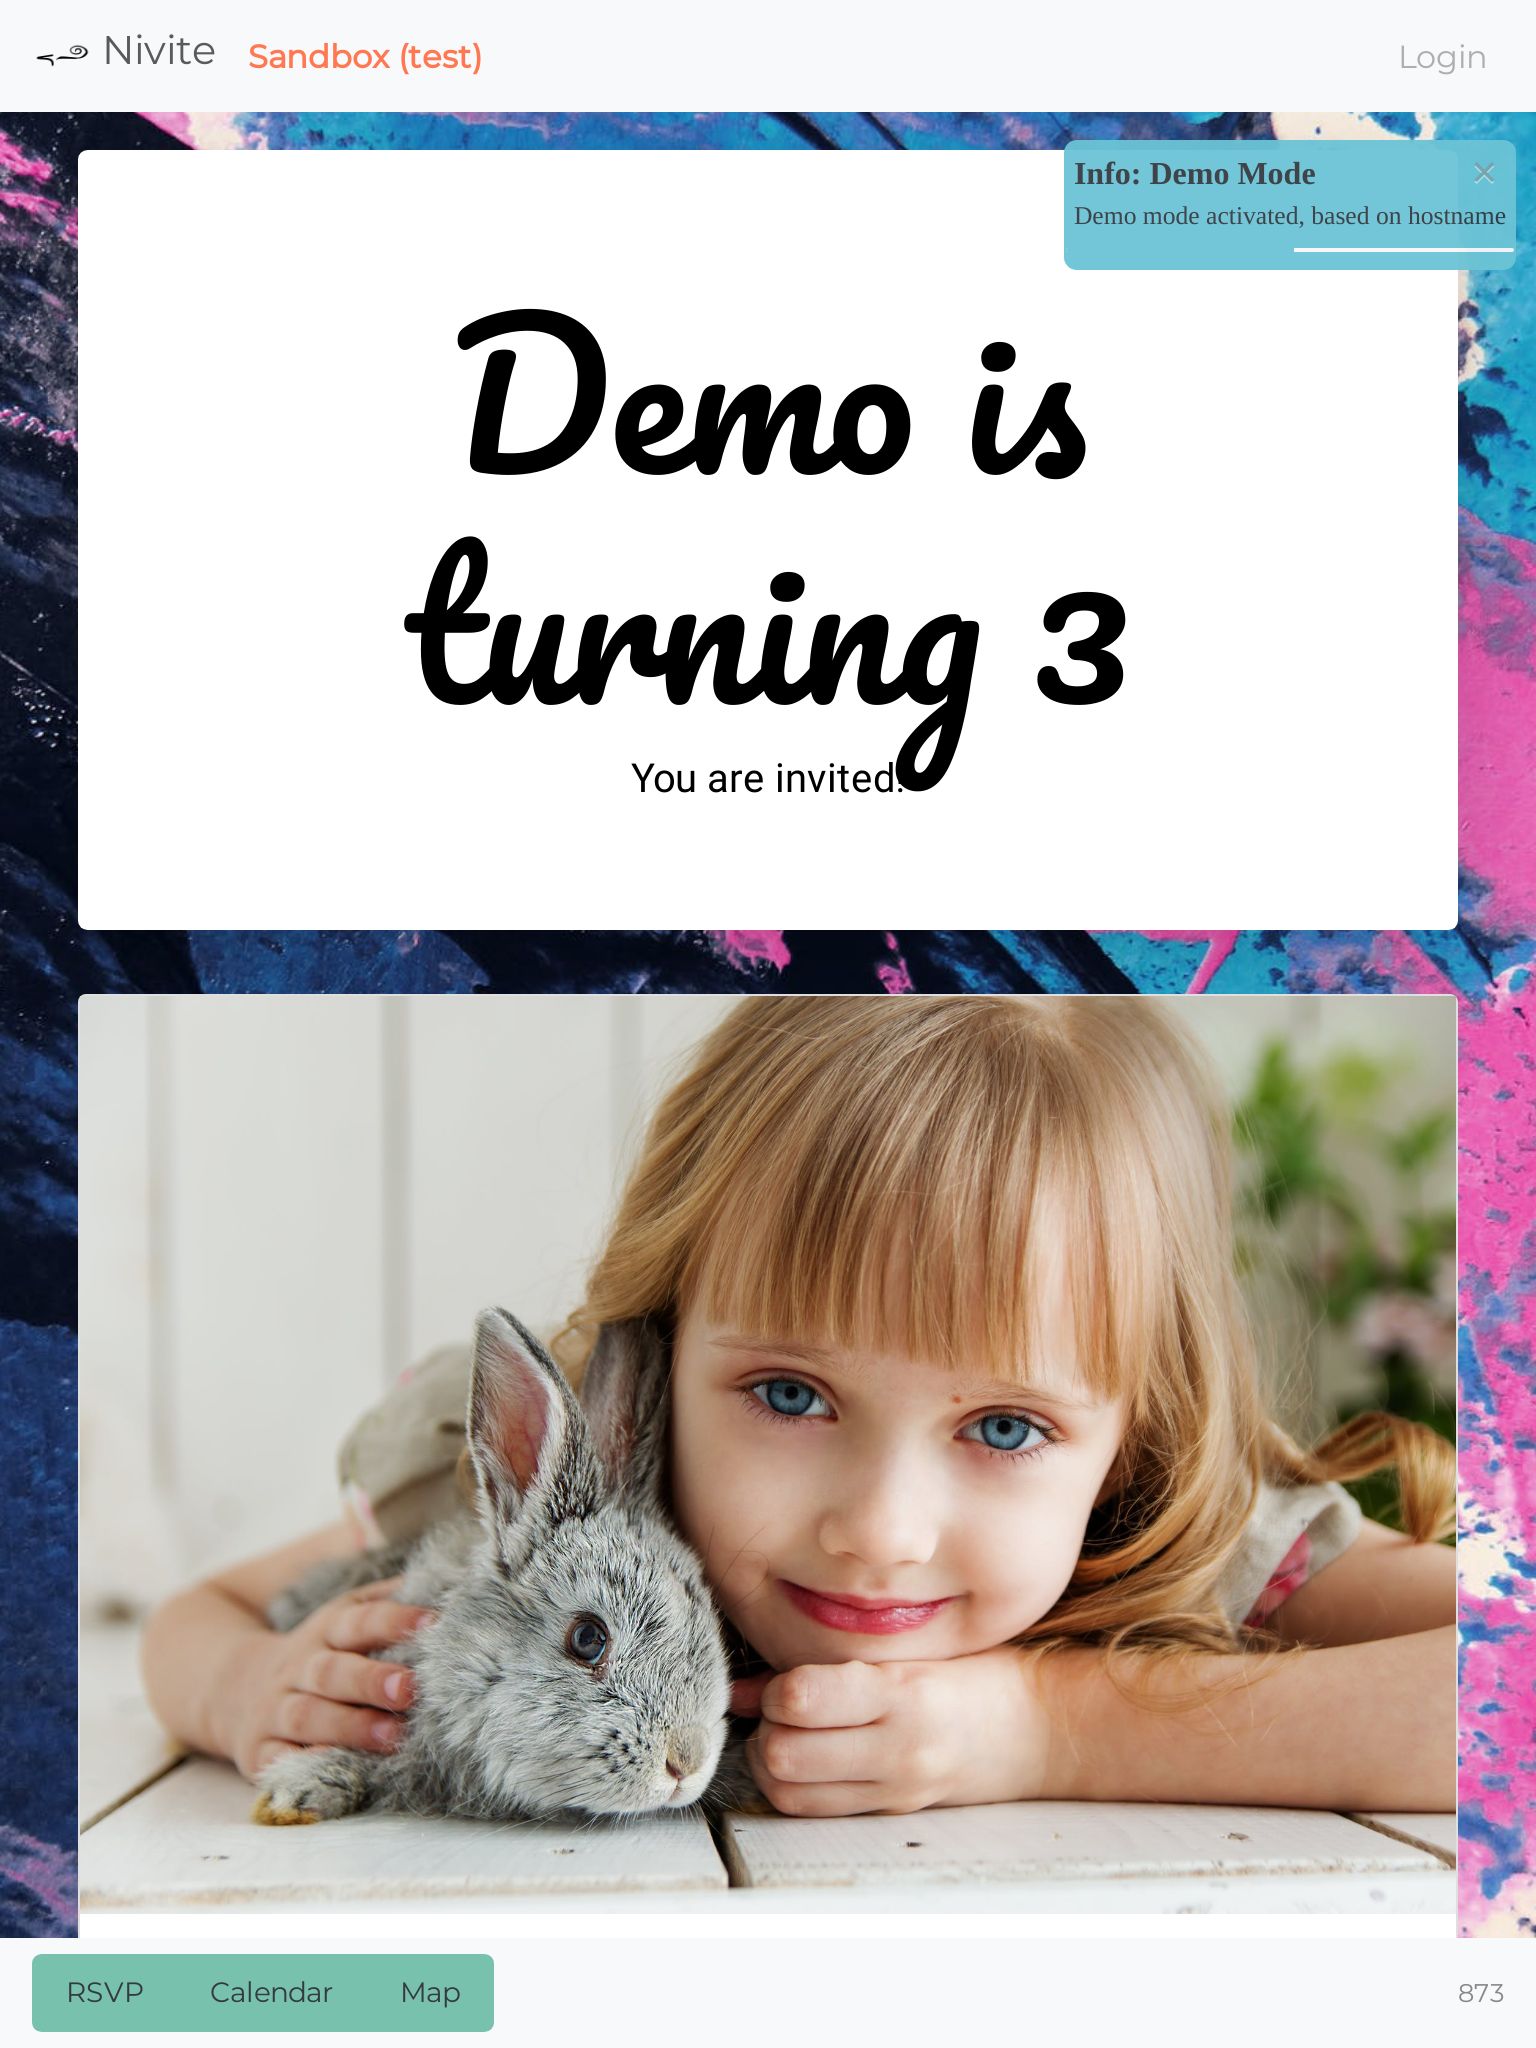 Nivite Sandbox (test) Login
Info: Demo Mode ×
Demo mode activated, based on hostname
Demo is
turning 3
You are invited!
RSVP Calendar Map 873